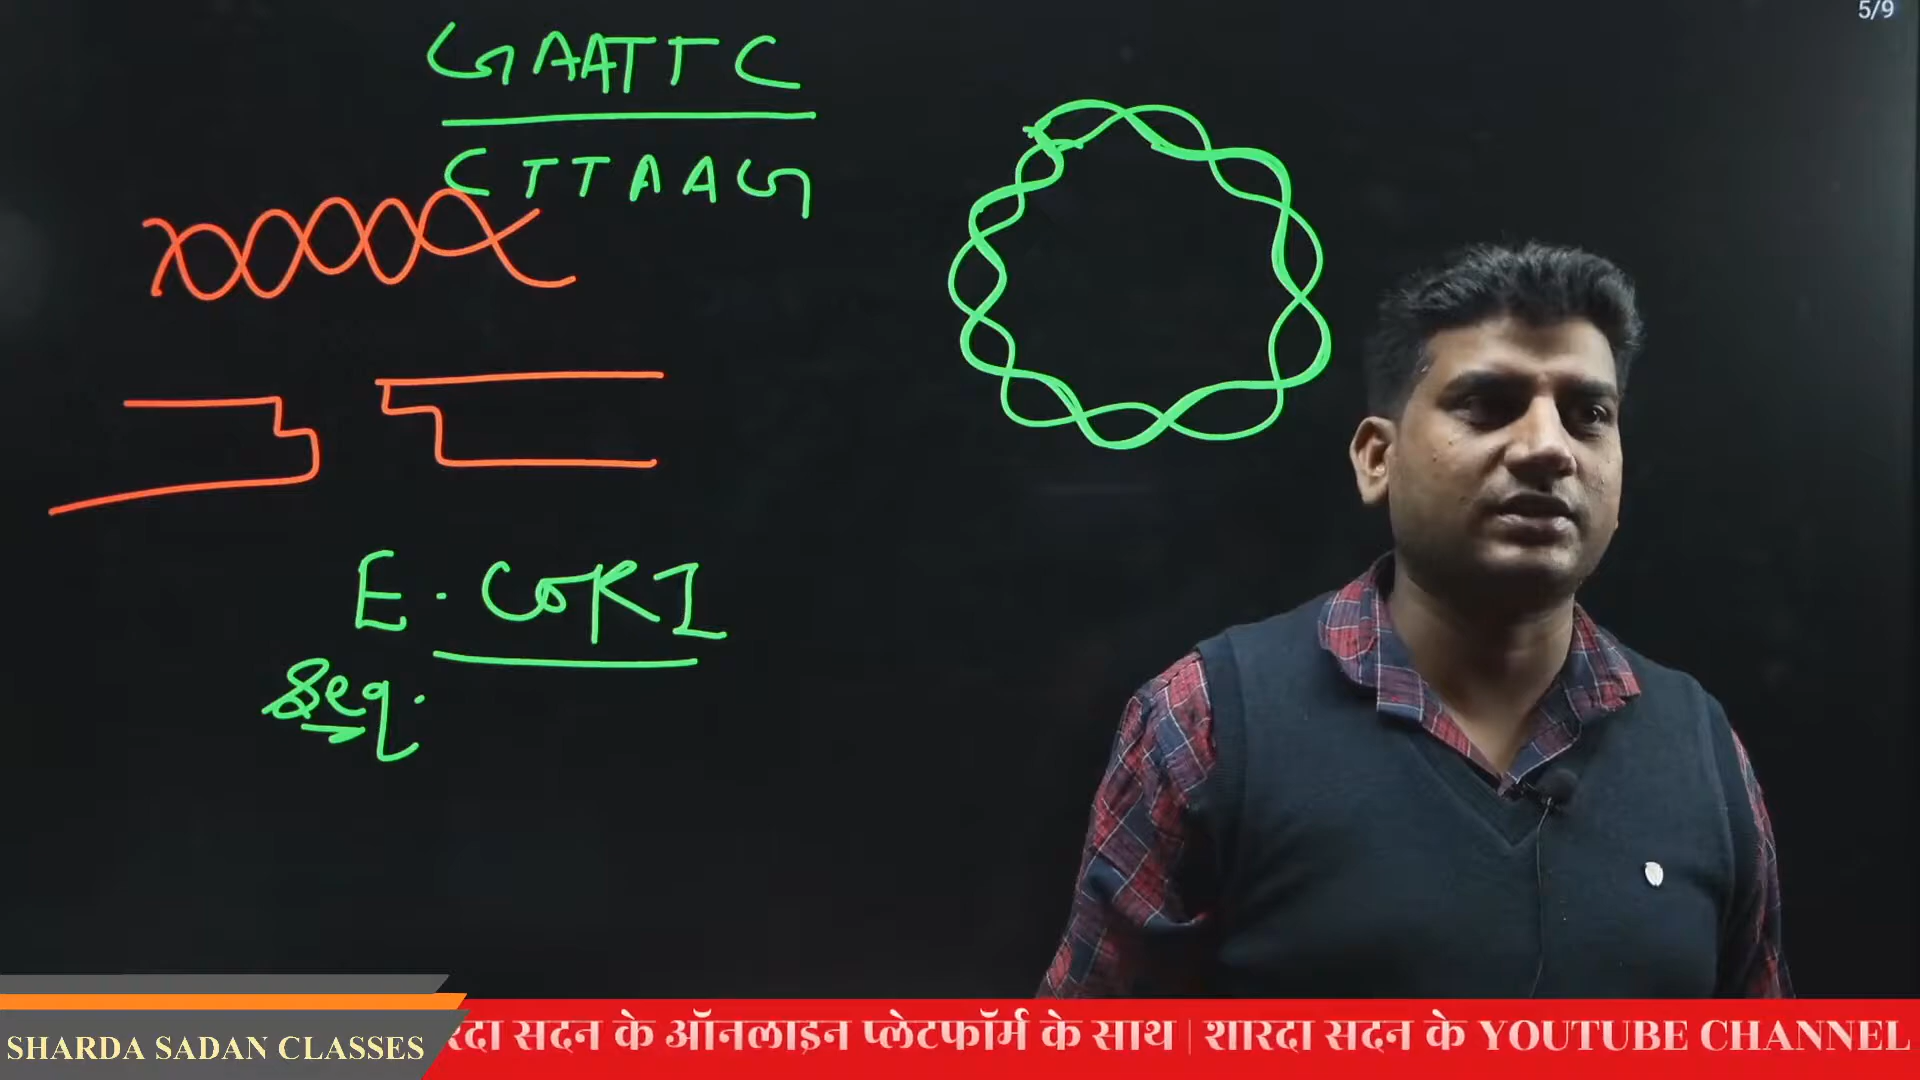 5/9
GAATTC
CTTAAG
E. CORI
Seq.
SHARDA SADAN CLASSES
रदा सदन के ऑनलाइन प्लेटफॉर्म के साथ | शारदा सदन के YOUTUBE CHANNEL